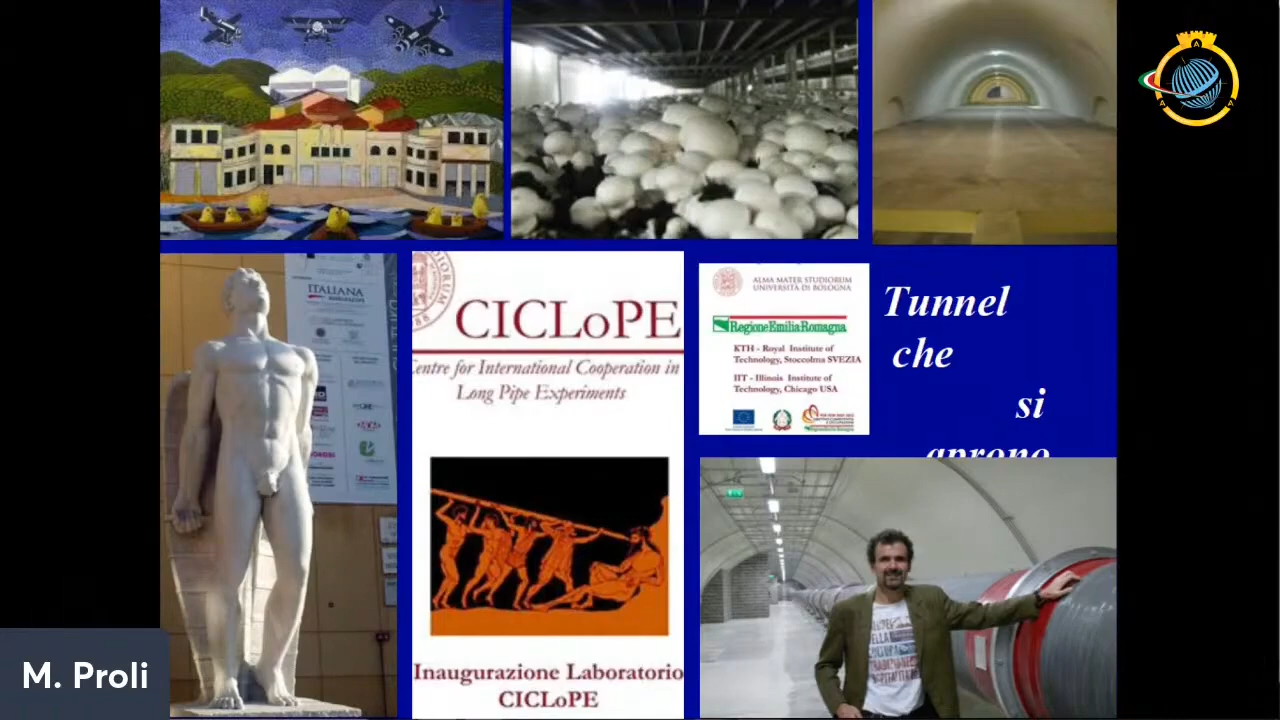 ITALIANA
CICLoPE
Centre for International Cooperation in
Long Pipe Experiments
Inaugurazione Laboratorio
CICLoPE
ALMA MATER STUDIORUM
UNIVERSITÀ DI BOLOGNA
RegioneEmiliaRomagna
KTH - Royal Institute of
Technology, Stoccolma SVEZIA
IIT - Illinois Institute of
Technology, Chicago USA
Tunnel
che
si
aprono
M. Proli